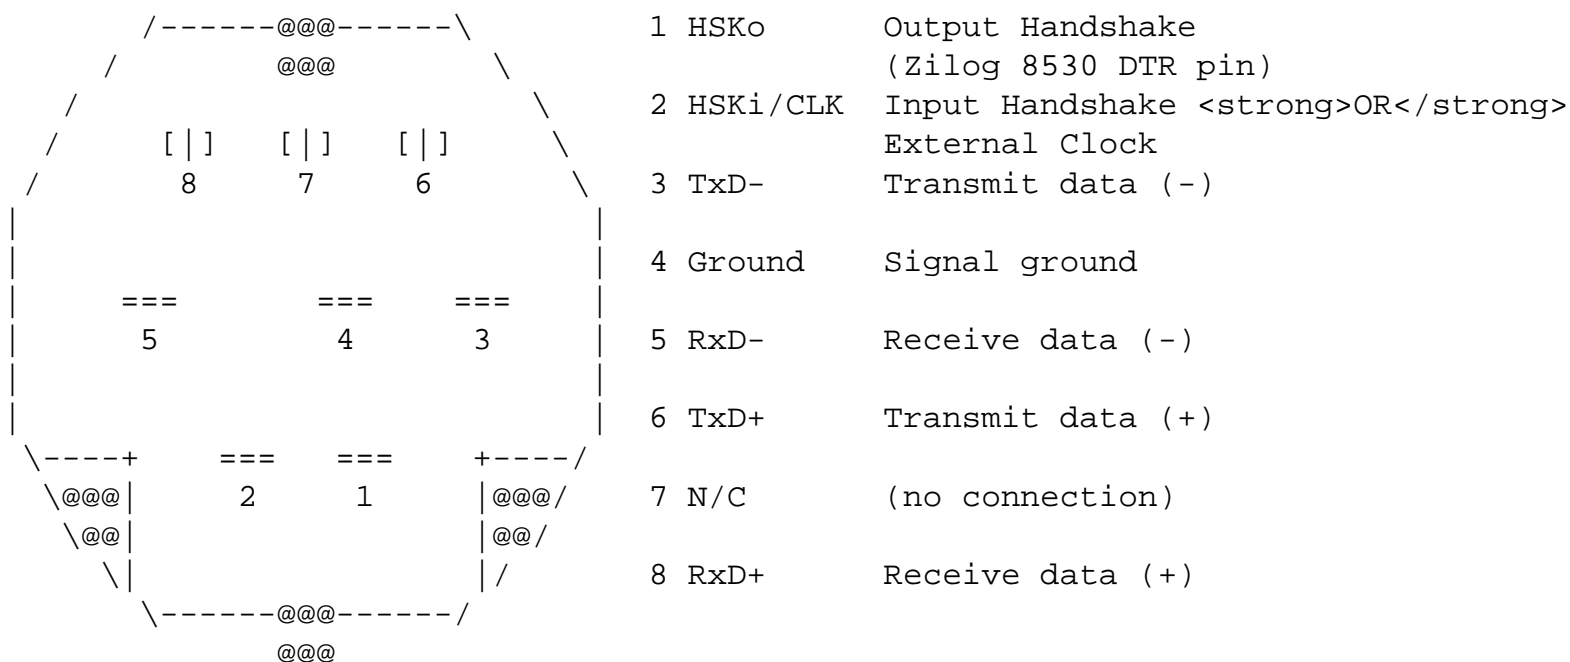 /------@@@------\         1 HSKo      Output Handshake
     /        @@@        \                   (Zilog 8530 DTR pin)
   /                       \     2 HSKi/CLK  Input Handshake <strong>OR</strong>
  /     [|]   [|]   [|]     \                External Clock
 /       8     7     6       \   3 TxD-      Transmit data (-)
|                             |
|                             |  4 Ground    Signal ground
|     ===       ===    ===    |
|      5         4      3     |  5 RxD-      Receive data (-)
|                             |
|                             |  6 TxD+      Transmit data (+)
 \----+    ===   ===    +----/
  \@@@|     2     1     |@@@/    7 N/C       (no connection)
   \@@|                 |@@/
     \|                 |/       8 RxD+      Receive data (+)
       \------@@@------/
              @@@